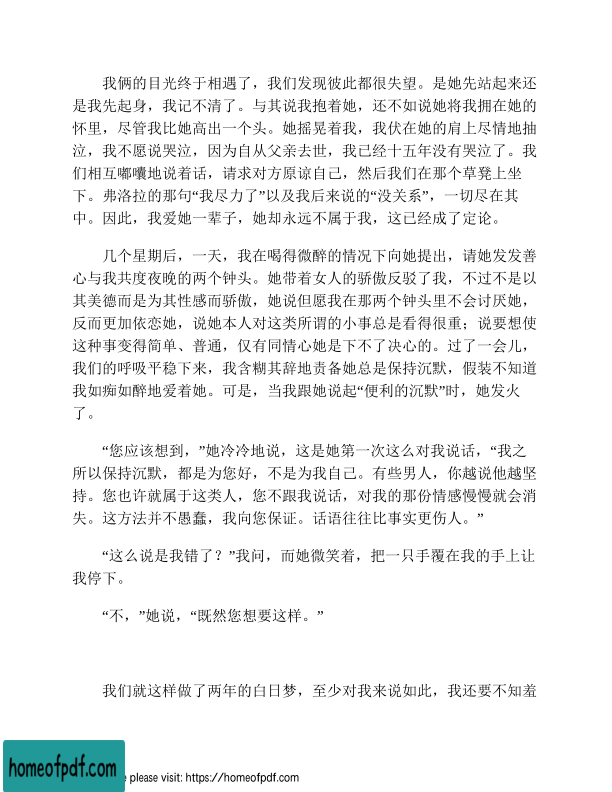 我俩的目光终于相遇了，我们发现彼此都很失望。是她先站起来还
是我先起身，我记不清了。与其说我抱着她，还不如说她将我拥在她的
怀里，尽管我比她高出一个头。她摇晃着我，我伏在她的肩上尽情地抽
泣，我不愿说哭泣，因为自从父亲去世，我已经十五年没有哭泣了。我
们相互嘟囔地说着话，请求对方原谅自己，然后我们在那个草凳上坐
下。弗洛拉的那句“我尽力了”以及我后来说的“没关系”，一切尽在其
中。因此，我爱她一辈子，她却永远不属于我，这已经成了定论。
几个星期后，一天，我在喝得微醉的情况下向她提出，请她发发善
心与我共度夜晚的两个钟头。她带着女人的骄傲反驳了我，不过不是以
其美德而是为其性感而骄傲，她说但愿我在那两个钟头里不会讨厌她，
反而更加依恋她，说她本人对这类所谓的小事总是看得很重；说要想使
这种事变得简单、普通，仅有同情心她是下不了决心的。过了一会儿，
我们的呼吸平稳下来，我含糊其辞地责备她总是保持沉默，假装不知道
我如痴如醉地爱着她。可是，当我跟她说起“便利的沉默”时，她发火
了。
“您应该想到，”她冷冷地说，这是她第一次这么对我说话，“我之
所以保持沉默，都是为您好，不是为我自己。有些男人，你越说他越坚
持。您也许就属于这类人，您不跟我说话，对我的那份情感慢慢就会消
失。这方法并不愚蠢，我向您保证。话语往往比事实更伤人。”
“这么说是我错了？”我问，而她微笑着，把一只手覆在我的手上让
我停下。
“不，”她说，“既然您想要这样。”
我们就这样做了两年的白日梦，至少对我来说如此，我还要不知羞
homeofpdf.com
e please visit: https://homeofpdf.com